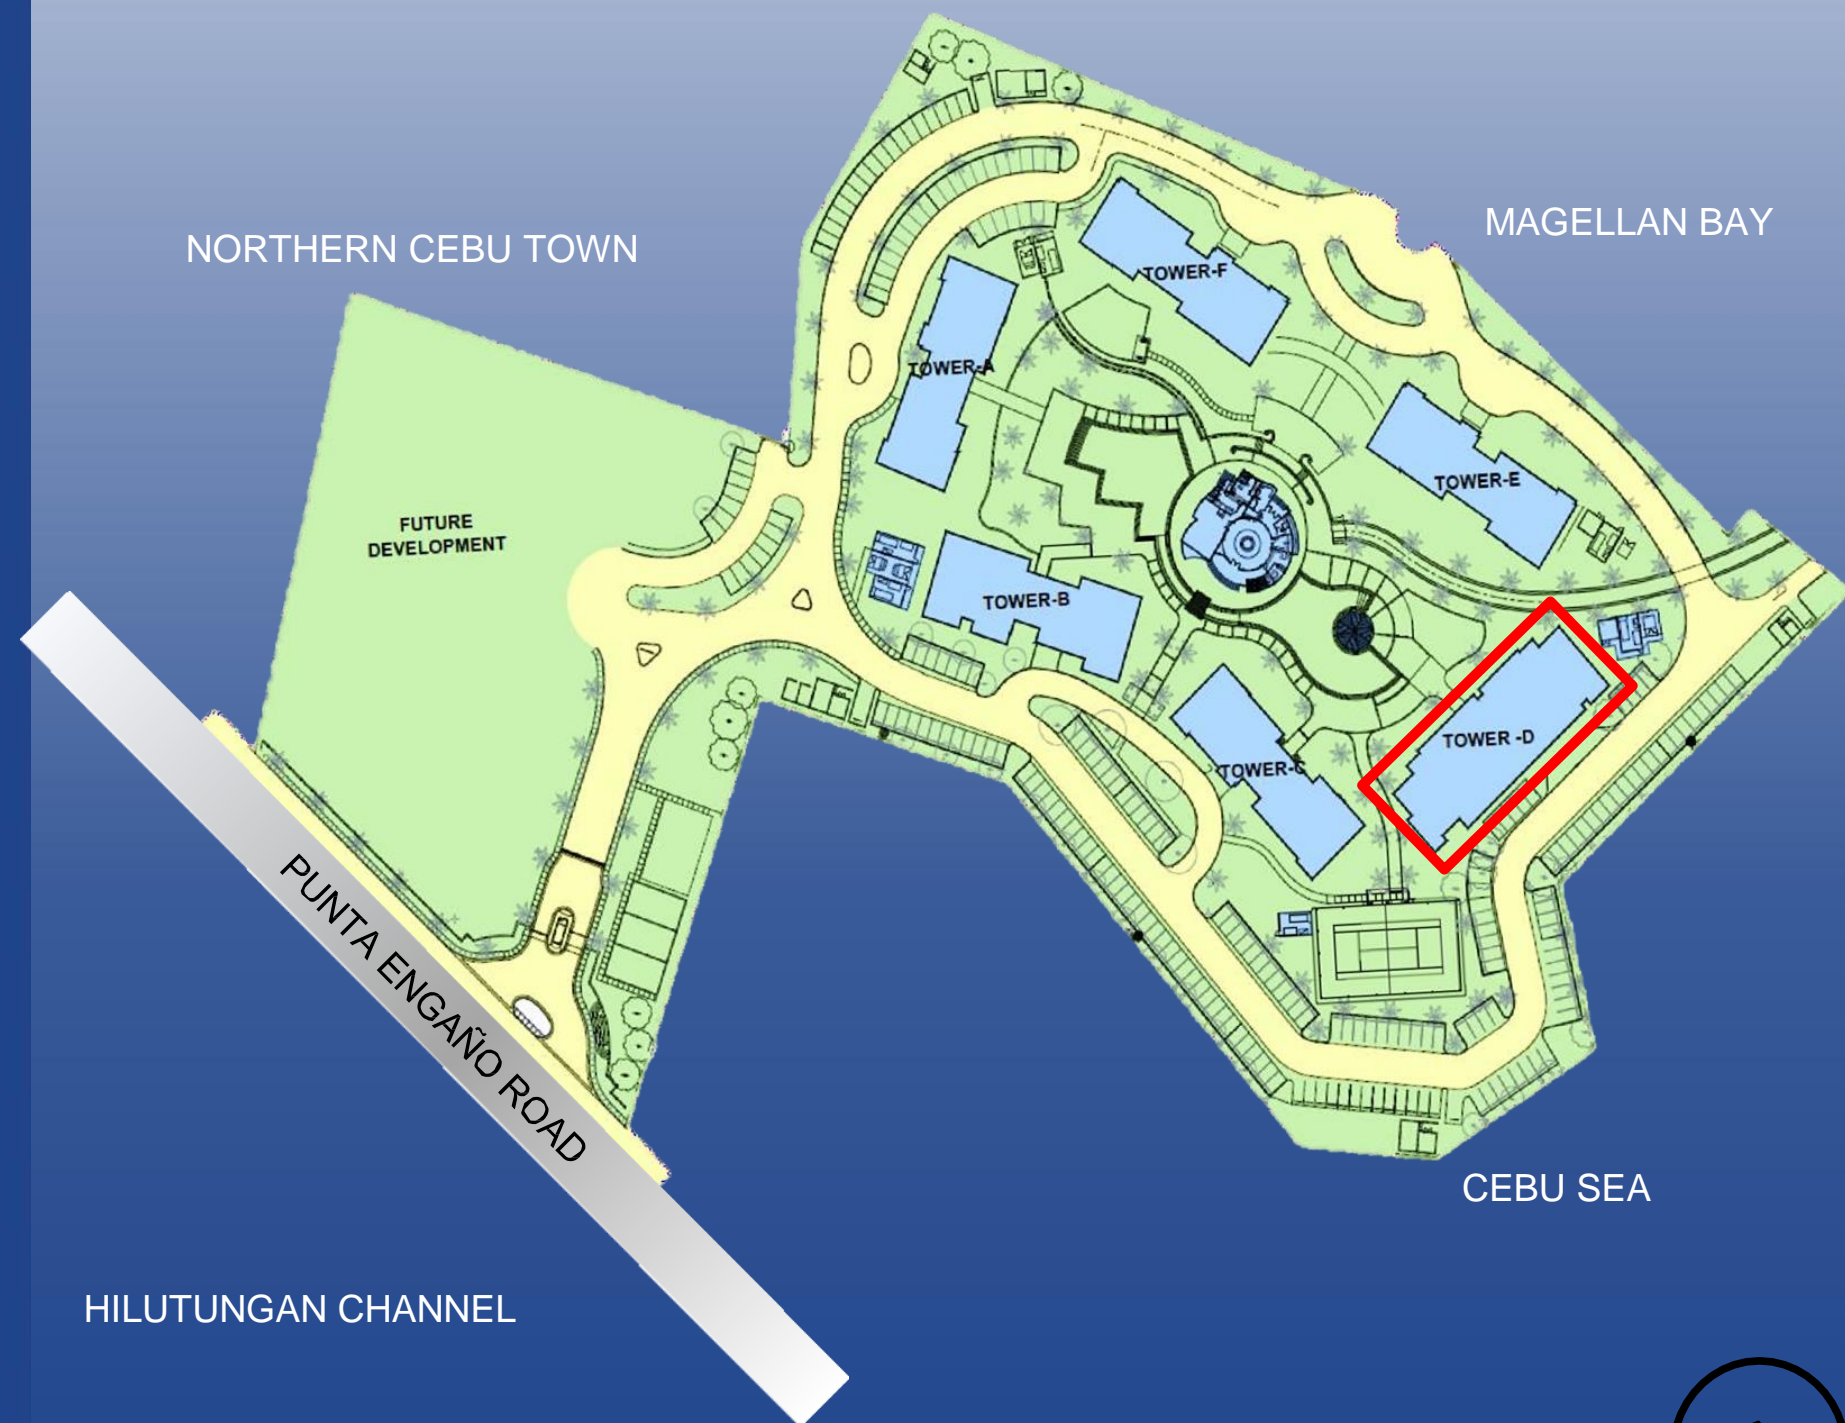 MAGELLAN BAY
NORTHERN CEBU TOWN
TOWER-F
TOWER-A
TOWER-E
FUTURE
DEVELOPMENT
TOWER-B
TOWER -D
TOWER-C
PUNTA ENGAÑO ROAD
CEBU SEA
HILUTUNGAN CHANNEL